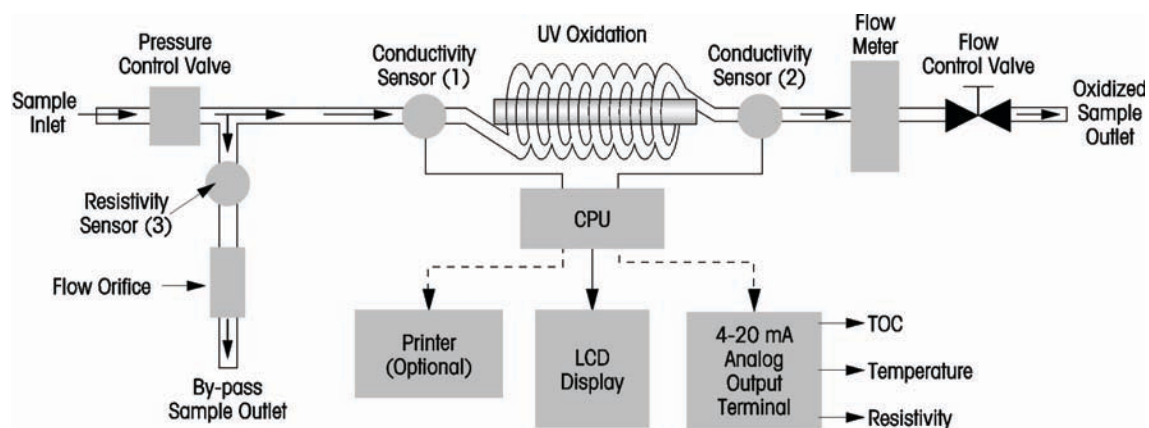 Pressure
Control Valve
Conductivity
Sensor (1)
UV Oxidation
Conductivity
Sensor (2)
Flow
Meter
Flow
Control Valve
Sample
Inlet
Oxidized
Sample
Outlet
Resistivity
Sensor (3)
CPU
Flow Orifice
Printer
(Optional)
LCD
Display
4-20 mA
Analog
Output
Terminal
TOC
Temperature
Resistivity
By-pass
Sample Outlet